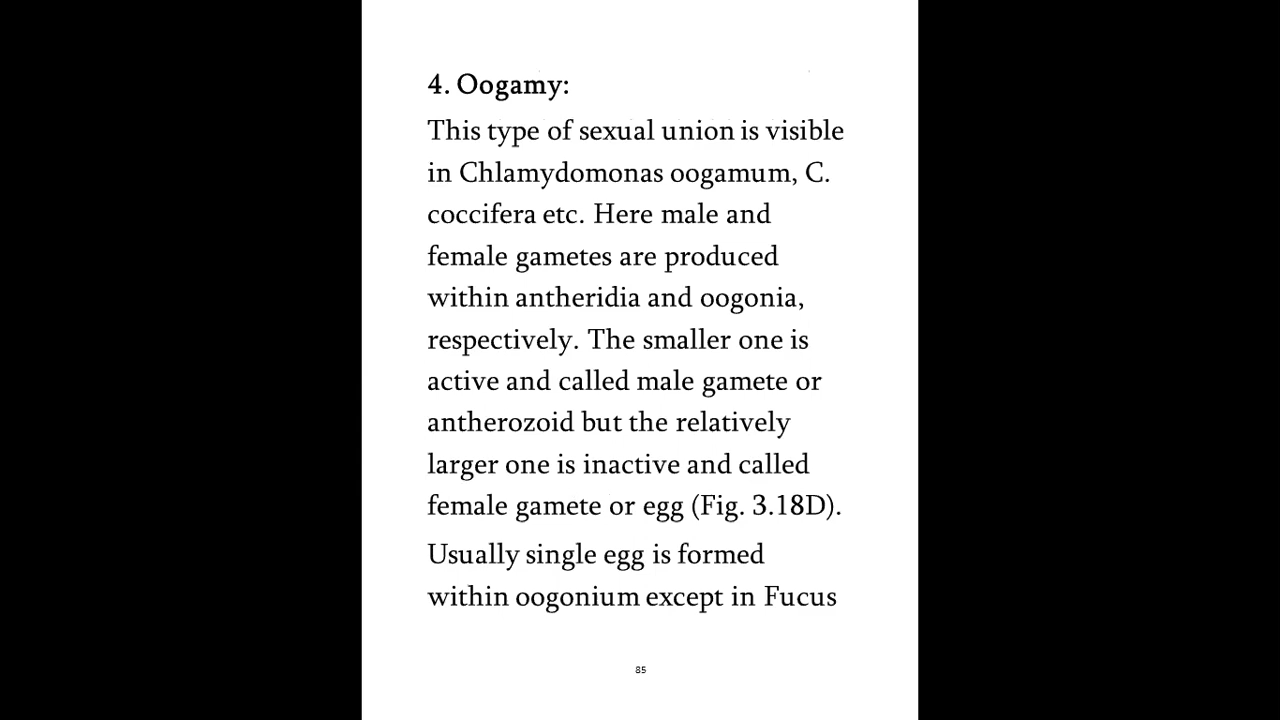 4. Oogamy:
This type of sexual union is visible
in Chlamydomonas oogamum, C.
coccifera etc. Here male and
female gametes are produced
within antheridia and oogonia,
respectively. The smaller one is
active and called male gamete or
antherozoid but the relatively
larger one is inactive and called
female gamete or egg (Fig. 3.18D).
Usually single egg is formed
within oogonium except in Fucus
85